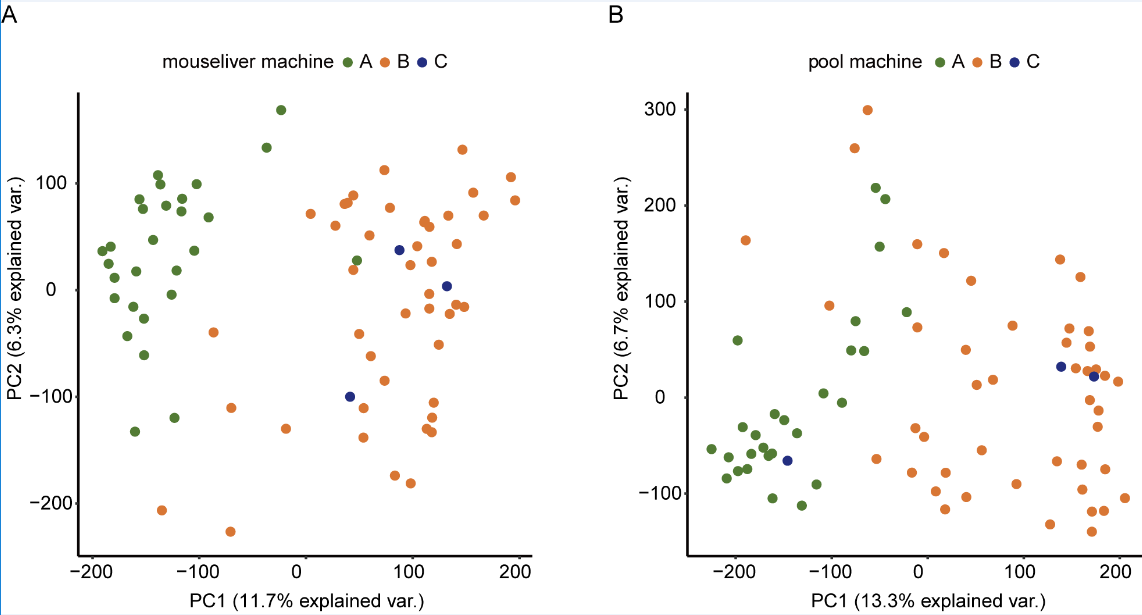 A
mouseliver machine A B C
100
0
−100
−200
PC2 (6.3% explained var.)
−200 −100 0 100 200
PC1 (11.7% explained var.)
B
pool machine A B C
300
200
100
0
−100
PC2 (6.7% explained var.)
−200 −100 0 100 200
PC1 (13.3% explained var.)